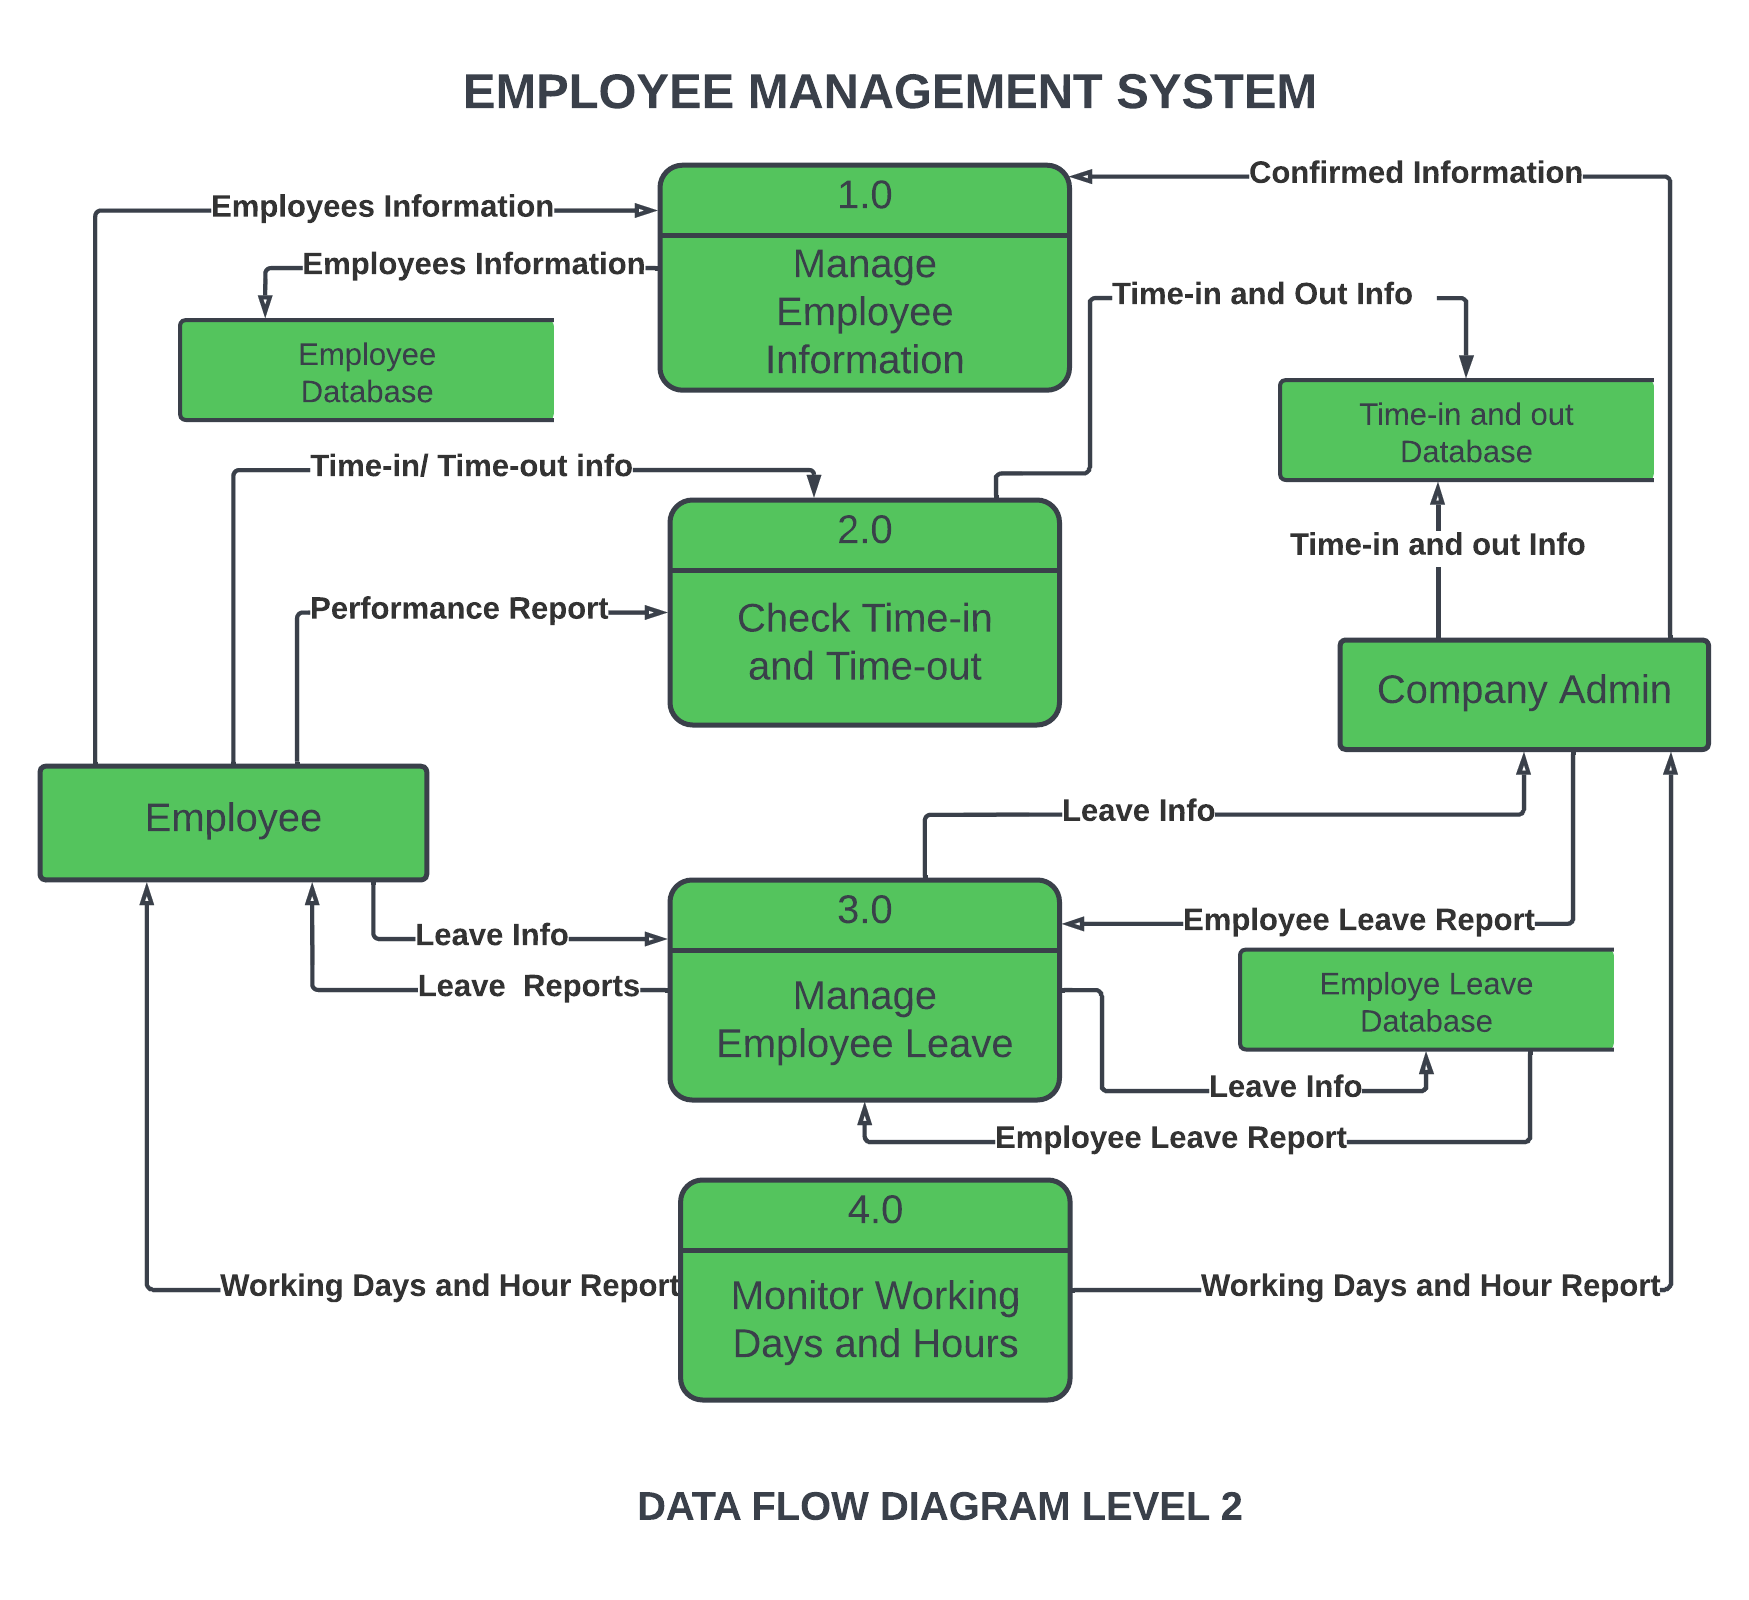 EMPLOYEE MANAGEMENT SYSTEM
Confirmed Information
1.0
Employees Information
Employees Information
Manage
Employee
Information
Time-in and Out Info
Employee
Database
Time-in and out
Database
Time-in/ Time-out info
2.0
Time-in and out Info
Performance Report
Check Time-in
and Time-out
Company Admin
Employee
Leave Info
3.0
Employee Leave Report
Leave Info
Leave  Reports
Manage
Employee Leave
Employe Leave
Database
Leave Info
Employee Leave Report
4.0
Working Days and Hour Report
Monitor Working
Days and Hours
Working Days and Hour Report
DATA FLOW DIAGRAM LEVEL 2